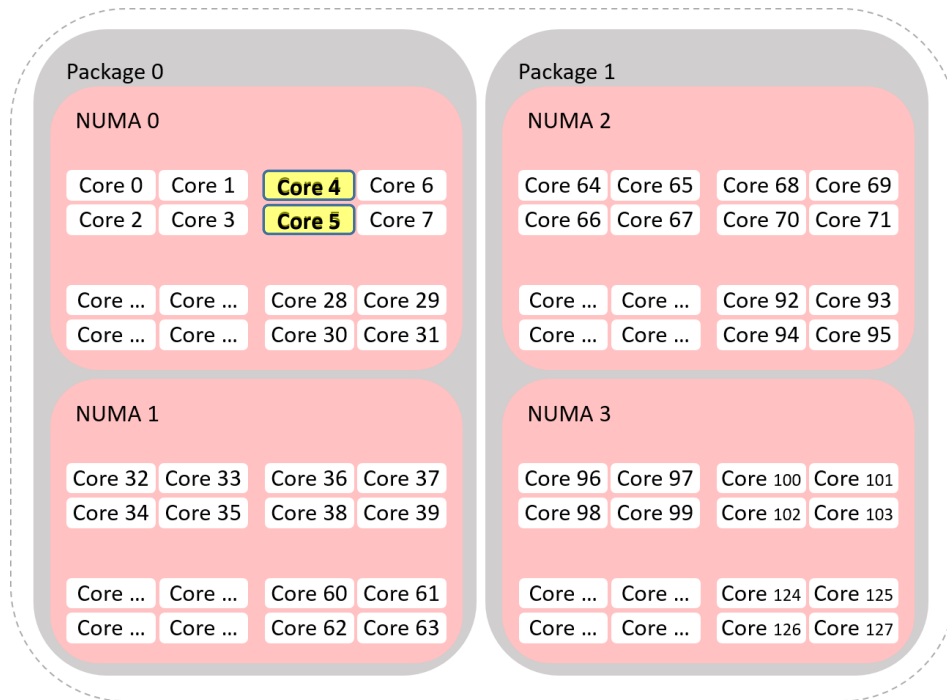 Package 0
NUMA 0
Core 0 Core 1 Core 4 Core 6
Core 2 Core 3 Core 5 Core 7
Core ... Core ... Core 28 Core 29
Core ... Core ... Core 30 Core 31
NUMA 1
Core 32 Core 33 Core 36 Core 37
Core 34 Core 35 Core 38 Core 39
Core ... Core ... Core 60 Core 61
Core ... Core ... Core 62 Core 63
Package 1
NUMA 2
Core 64 Core 65 Core 68 Core 69
Core 66 Core 67 Core 70 Core 71
Core ... Core ... Core 92 Core 93
Core ... Core ... Core 94 Core 95
NUMA 3
Core 96 Core 97 Core 100 Core 101
Core 98 Core 99 Core 102 Core 103
Core ... Core ... Core 124 Core 125
Core ... Core ... Core 126 Core 127